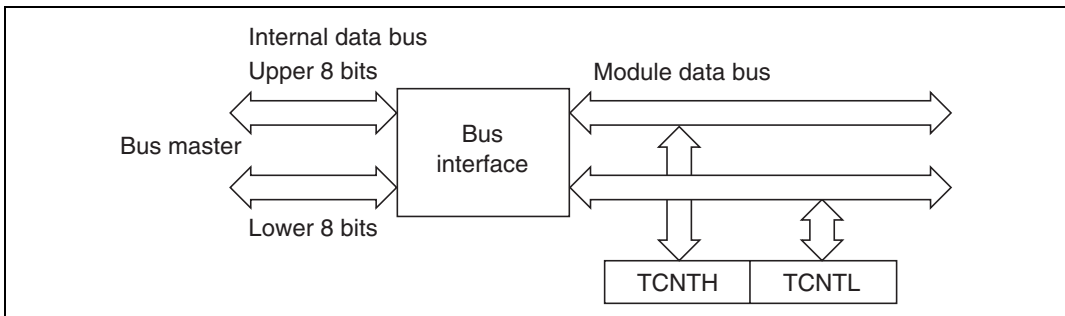 Internal data bus
Upper 8 bits
Module data bus
Bus master
Bus
interface
Lower 8 bits
TCNTH
TCNTL